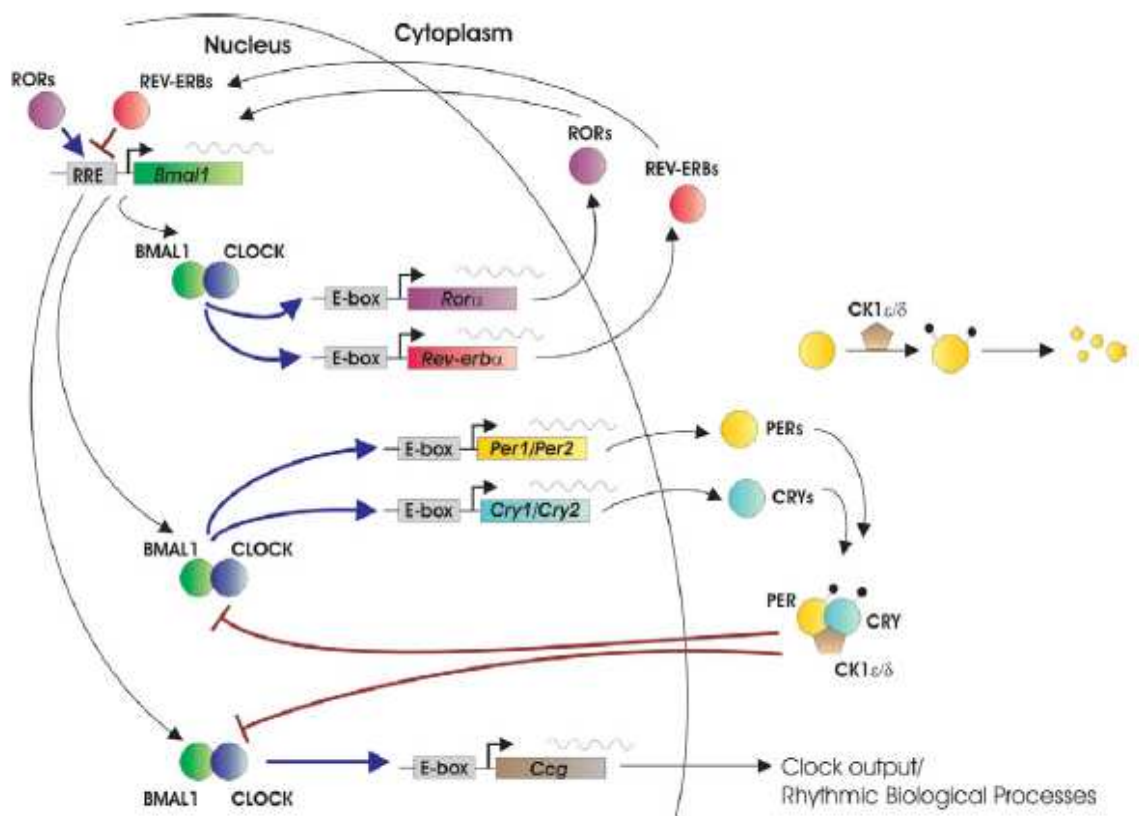 Nucleus
Cytoplasm
RORs
REV-ERBs
RORs
REV-ERBs
RRE
Bmal1
BMAL1
CLOCK
E-box
Rorα
E-box
Rev-erbα
CK1ε/δ
E-box
Per1/Per2
PERs
E-box
Cry1/Cry2
CRYs
BMAL1
CLOCK
PER
CRY
CK1ε/δ
E-box
Ccg
Clock output/
Rhythmic Biological Processes
BMAL1
CLOCK